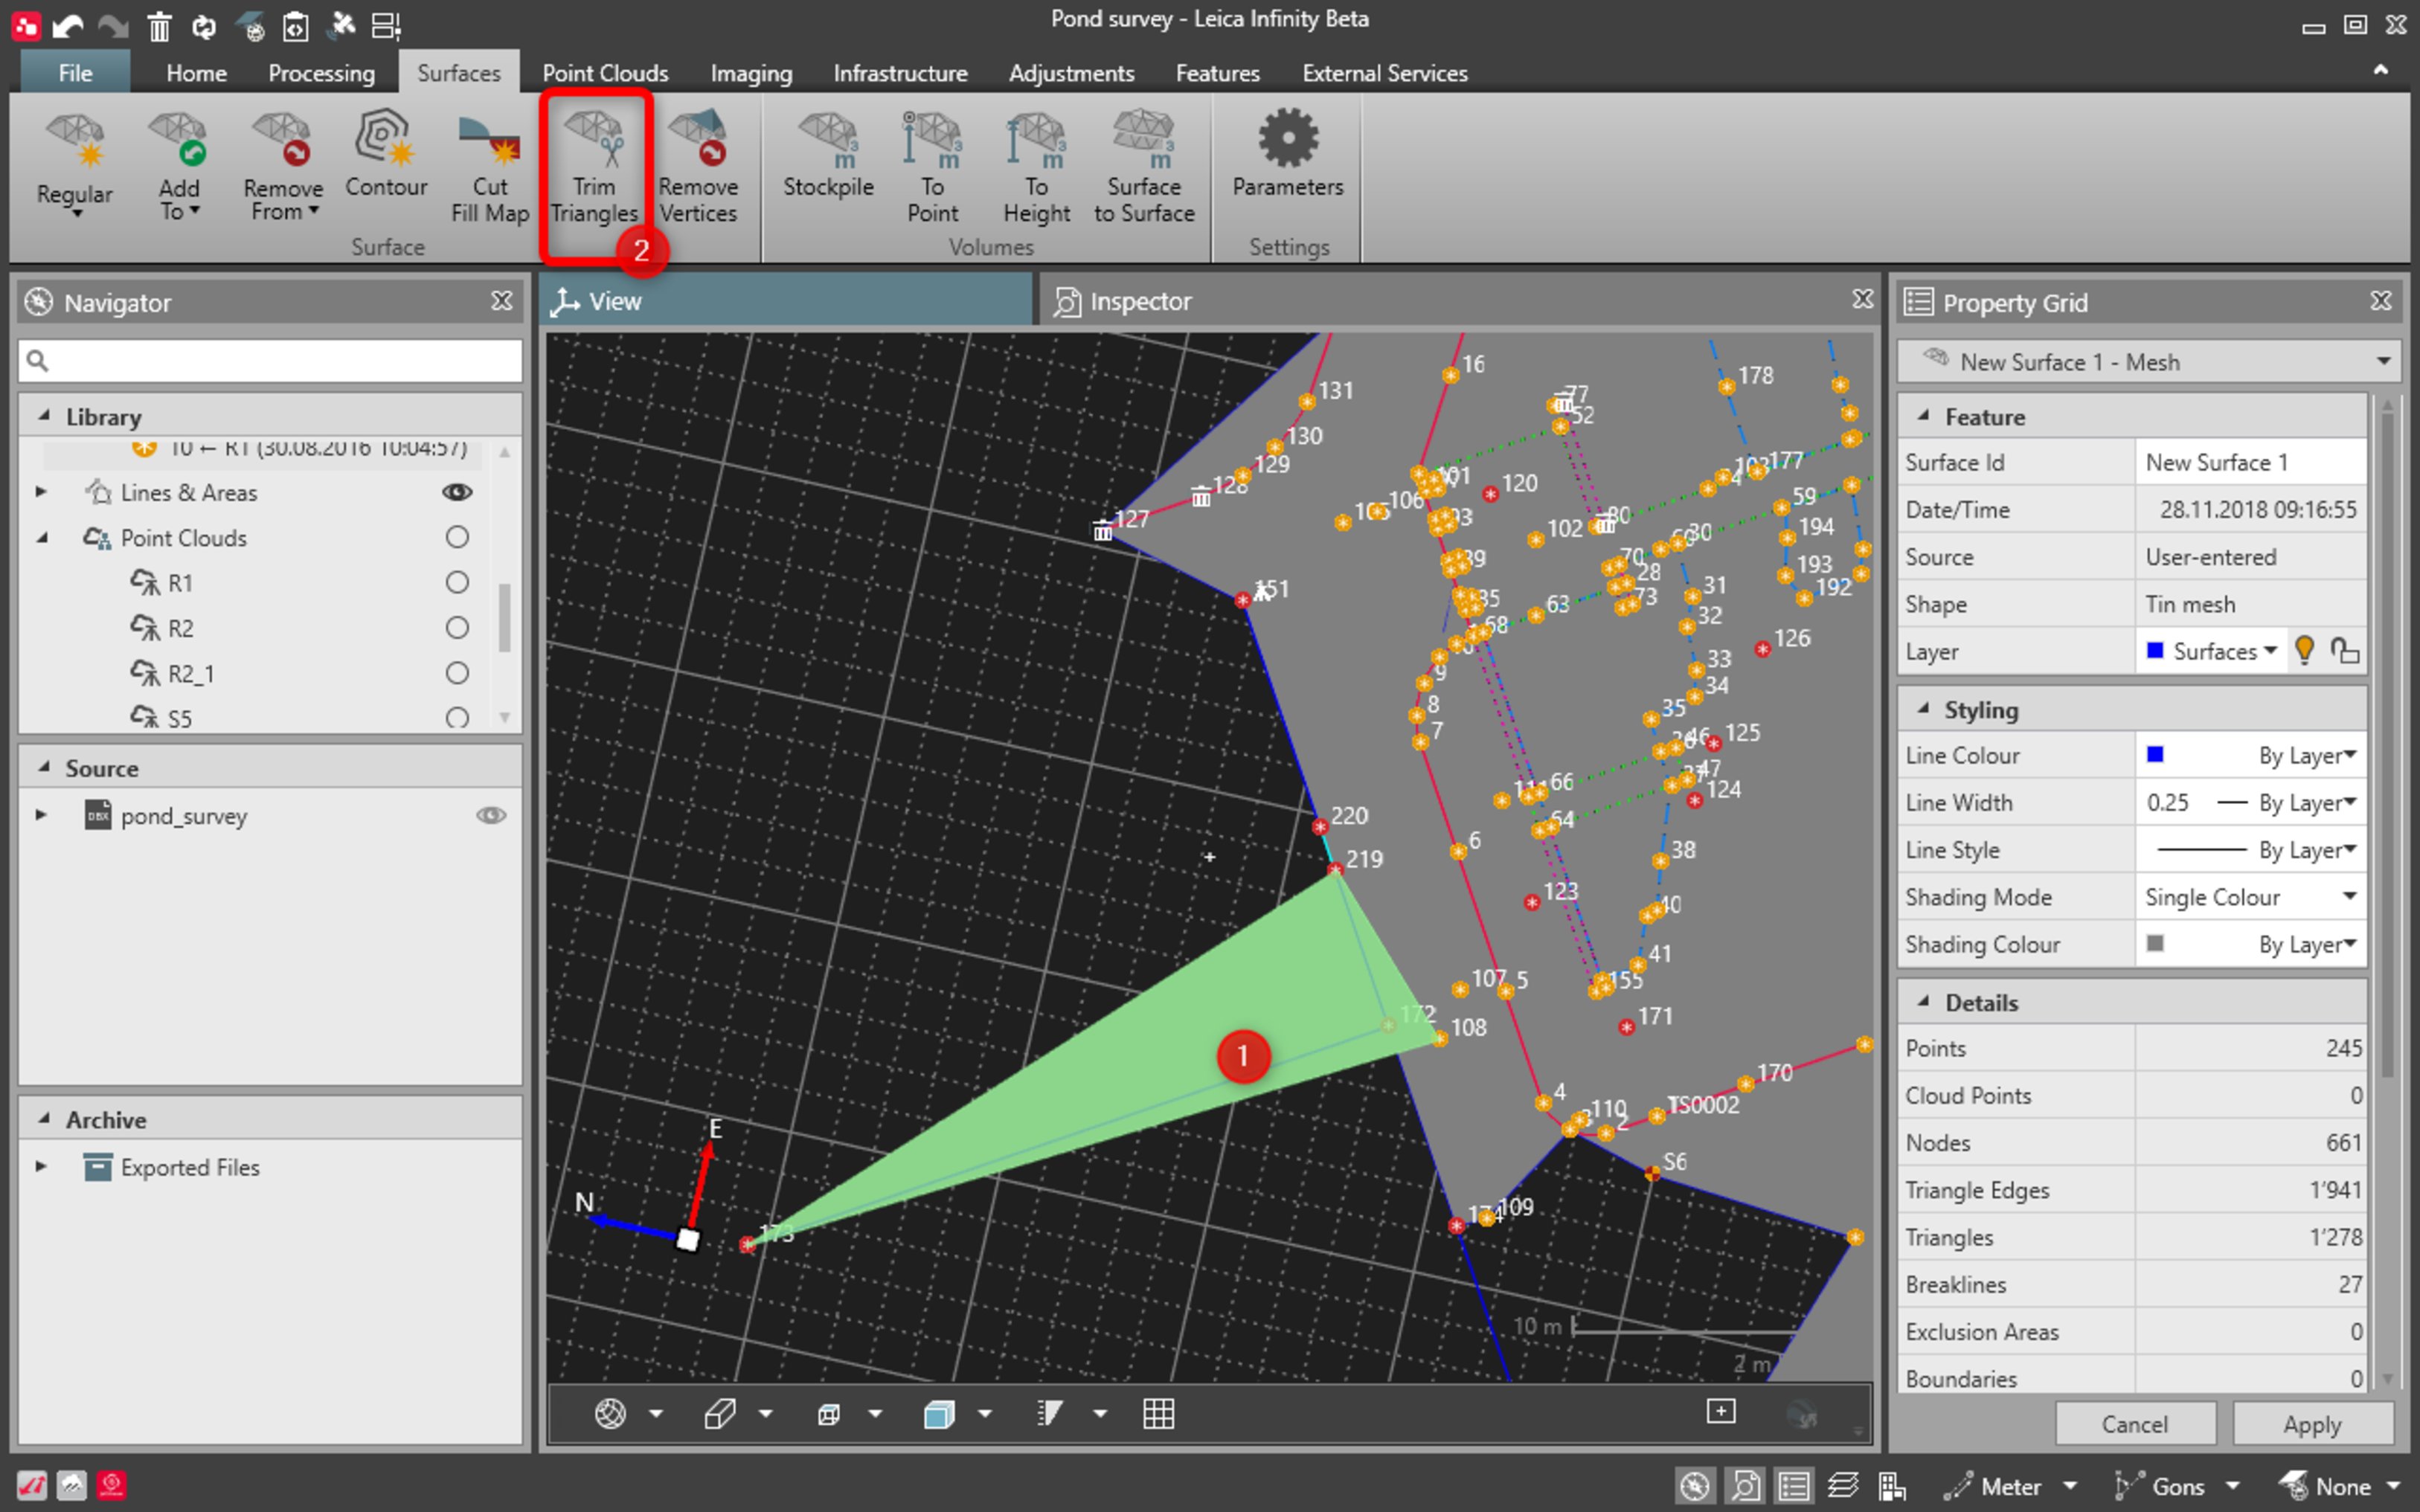 Pond survey - Leica Infinity Beta
File Home Processing Surfaces Point Clouds Imaging Infrastructure Adjustments Features External Services
Regular
Add To
Remove From
Contour
Cut Fill Map
Trim Triangles
Remove Vertices
Stockpile
To Point
To Height
Surface to Surface
Parameters
Surface
2
Volumes
Settings
Navigator
Library
10 ← R1 (30.08.2016 10:04:57)
Lines & Areas
Point Clouds
R1
R2
R2_1
S5
Source
DBX pond_survey
Archive
Exported Files
View
Inspector
16
178
131
77
52
130
129
177
101
128
120
59
106
127
80
102
194
30
70
193
28
31
192
73
151
63
32
68
126
33
9
34
8
35
7
46
125
47
66
124
220
64
6
38
219
123
40
41
107 5
155
172
171
108
1
4
170
110
TS0002
2
E
S6
N
109
173
10 m
2 m
Property Grid
New Surface 1 - Mesh
Feature
Surface Id New Surface 1
Date/Time 28.11.2018 09:16:55
Source User-entered
Shape Tin mesh
Layer Surfaces
Styling
Line Colour By Layer
Line Width 0.25 By Layer
Line Style By Layer
Shading Mode Single Colour
Shading Colour By Layer
Details
Points 245
Cloud Points 0
Nodes 661
Triangle Edges 1'941
Triangles 1'278
Breaklines 27
Exclusion Areas 0
Boundaries 0
Cancel Apply
Meter Gons None